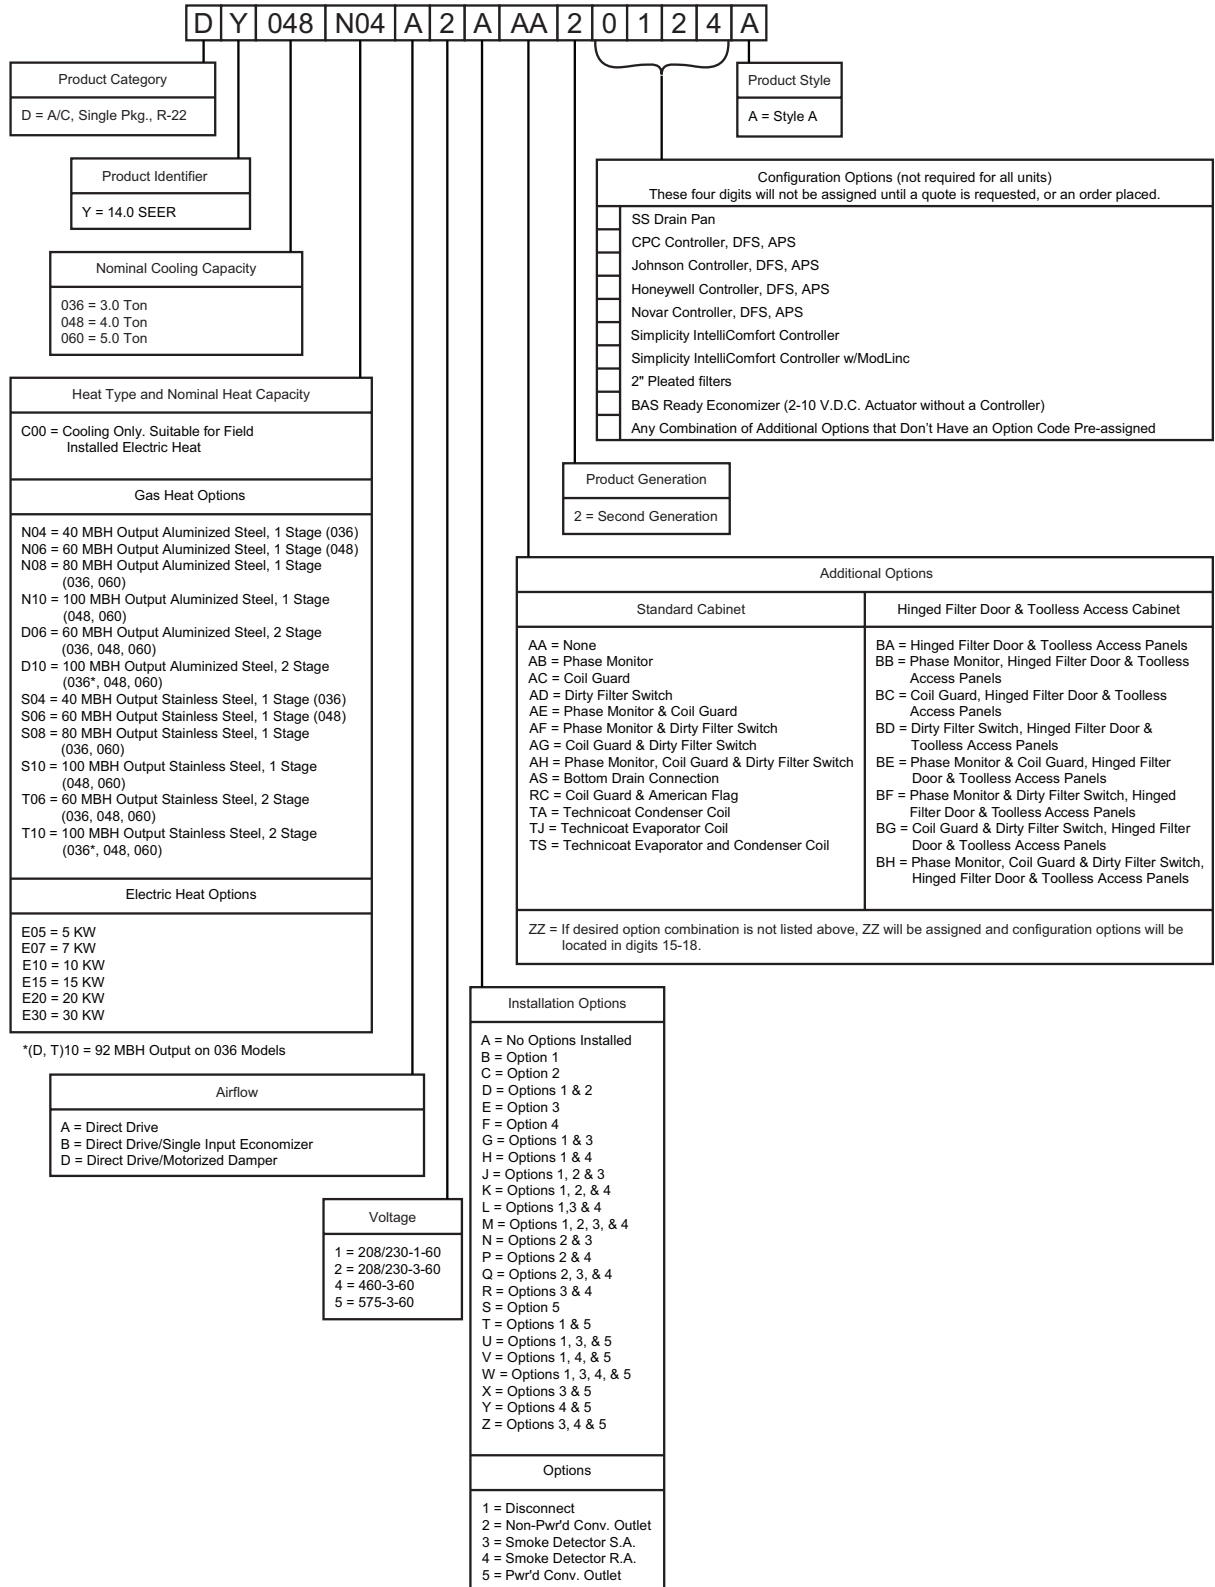 D Y 048 N04 A 2 A AA 2 0 1 2 4 A
Product Category
D = A/C, Single Pkg., R-22
Product Style
A = Style A
Product Identifier
Y = 14.0 SEER
Configuration Options (not required for all units)
These four digits will not be assigned until a quote is requested, or an order placed.
SS Drain Pan
CPC Controller, DFS, APS
Johnson Controller, DFS, APS
Honeywell Controller, DFS, APS
Novar Controller, DFS, APS
Simplicity IntelliComfort Controller
Simplicity IntelliComfort Controller w/ModLinc
2" Pleated filters
BAS Ready Economizer (2-10 V.D.C. Actuator without a Controller)
Any Combination of Additional Options that Don't Have an Option Code Pre-assigned
Nominal Cooling Capacity
036 = 3.0 Ton
048 = 4.0 Ton
060 = 5.0 Ton
Heat Type and Nominal Heat Capacity
C00 = Cooling Only. Suitable for Field
Installed Electric Heat
Gas Heat Options
N04 = 40 MBH Output Aluminized Steel, 1 Stage (036)
N06 = 60 MBH Output Aluminized Steel, 1 Stage (048)
N08 = 80 MBH Output Aluminized Steel, 1 Stage
(036, 060)
N10 = 100 MBH Output Aluminized Steel, 1 Stage
(048, 060)
D06 = 60 MBH Output Aluminized Steel, 2 Stage
(036, 048, 060)
D10 = 100 MBH Output Aluminized Steel, 2 Stage
(036*, 048, 060)
S04 = 40 MBH Output Stainless Steel, 1 Stage (036)
S06 = 60 MBH Output Stainless Steel, 1 Stage (048)
S08 = 80 MBH Output Stainless Steel, 1 Stage
(036, 060)
S10 = 100 MBH Output Stainless Steel, 1 Stage
(048, 060)
T06 = 60 MBH Output Stainless Steel, 2 Stage
(036, 048, 060)
T10 = 100 MBH Output Stainless Steel, 2 Stage
(036*, 048, 060)
Electric Heat Options
E05 = 5 KW
E07 = 7 KW
E10 = 10 KW
E15 = 15 KW
E20 = 20 KW
E30 = 30 KW
*(D, T)10 = 92 MBH Output on 036 Models
Product Generation
2 = Second Generation
Additional Options
Standard Cabinet
AA = None
AB = Phase Monitor
AC = Coil Guard
AD = Dirty Filter Switch
AE = Phase Monitor & Coil Guard
AF = Phase Monitor & Dirty Filter Switch
AG = Coil Guard & Dirty Filter Switch
AH = Phase Monitor, Coil Guard & Dirty Filter Switch
AS = Bottom Drain Connection
RC = Coil Guard & American Flag
TA = Technicoat Condenser Coil
TJ = Technicoat Evaporator Coil
TS = Technicoat Evaporator and Condenser Coil
Hinged Filter Door & Toolless Access Cabinet
BA = Hinged Filter Door & Toolless Access Panels
BB = Phase Monitor, Hinged Filter Door & Toolless
Access Panels
BC = Coil Guard, Hinged Filter Door & Toolless
Access Panels
BD = Dirty Filter Switch, Hinged Filter Door &
Toolless Access Panels
BE = Phase Monitor & Coil Guard, Hinged Filter
Door & Toolless Access Panels
BF = Phase Monitor & Dirty Filter Switch, Hinged
Filter Door & Toolless Access Panels
BG = Coil Guard & Dirty Filter Switch, Hinged Filter
Door & Toolless Access Panels
BH = Phase Monitor, Coil Guard & Dirty Filter Switch,
Hinged Filter Door & Toolless Access Panels
ZZ = If desired option combination is not listed above, ZZ will be assigned and configuration options will be
located in digits 15-18.
Airflow
A = Direct Drive
B = Direct Drive/Single Input Economizer
D = Direct Drive/Motorized Damper
Voltage
1 = 208/230-1-60
2 = 208/230-3-60
4 = 460-3-60
5 = 575-3-60
Installation Options
A = No Options Installed
B = Option 1
C = Option 2
D = Options 1 & 2
E = Option 3
F = Option 4
G = Options 1 & 3
H = Options 1 & 4
J = Options 1, 2 & 3
K = Options 1, 2, & 4
L = Options 1,3 & 4
M = Options 1, 2, 3, & 4
N = Options 2 & 3
P = Options 2 & 4
Q = Options 2, 3, & 4
R = Options 3 & 4
S = Option 5
T = Options 1 & 5
U = Options 1, 3, & 5
V = Options 1, 4, & 5
W = Options 1, 3, 4, & 5
X = Options 3 & 5
Y = Options 4 & 5
Z = Options 3, 4 & 5
Options
1 = Disconnect
2 = Non-Pwr'd Conv. Outlet
3 = Smoke Detector S.A.
4 = Smoke Detector R.A.
5 = Pwr'd Conv. Outlet